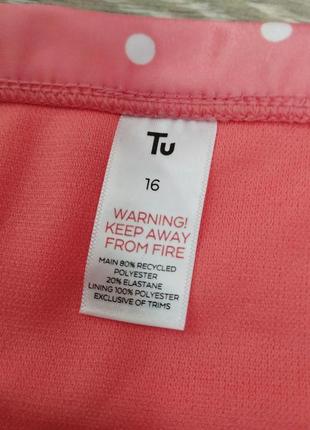 Tu
16
WARNING!
KEEP AWAY
FROM FIRE
MAIN 80% RECYCLED
POLYESTER
20% ELASTANE
LINING 100% POLYESTER
EXCLUSIVE OF TRIMS